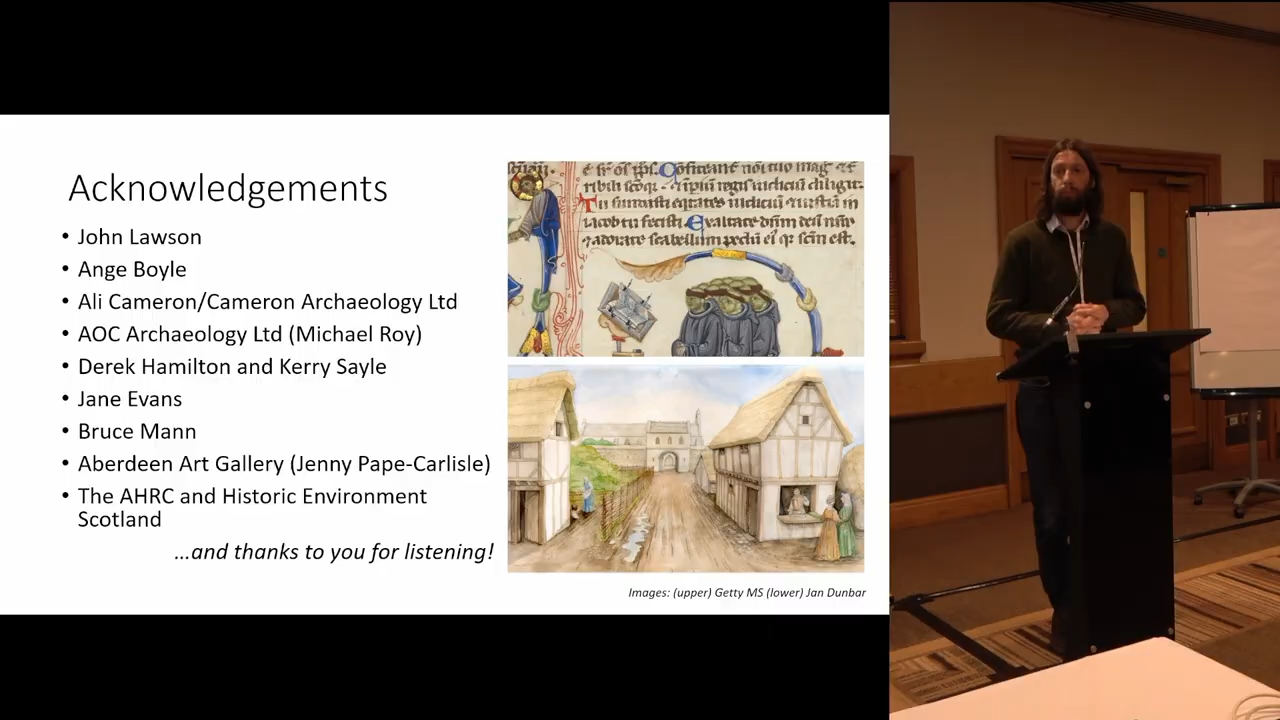 Acknowledgements
• John Lawson
• Ange Boyle
• Ali Cameron/Cameron Archaeology Ltd
• AOC Archaeology Ltd (Michael Roy)
• Derek Hamilton and Kerry Sayle
• Jane Evans
• Bruce Mann
• Aberdeen Art Gallery (Jenny Pape-Carlisle)
• The AHRC and Historic Environment
Scotland
...and thanks to you for listening!
Images: (upper) Getty MS (lower) Jan Dunbar